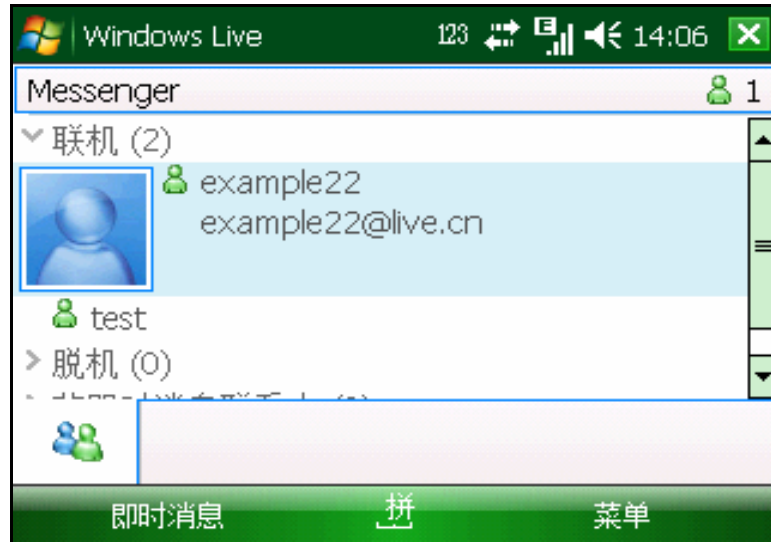 Windows Live 123 E 14:06
Messenger 1
联机 (2)
example22
example22@live.cn
test
脱机 (0)
即时消息 拼 菜单